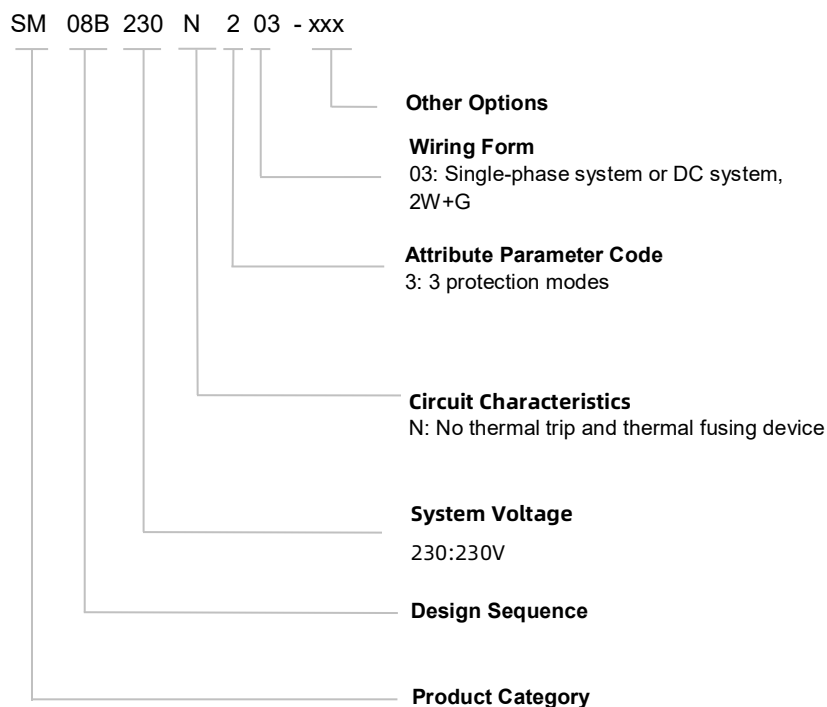 SM 08B 230 N 2 03 - xxx
Other Options
Wiring Form
03: Single-phase system or DC system,
2W+G
Attribute Parameter Code
3: 3 protection modes
Circuit Characteristics
N: No thermal trip and thermal fusing device
System Voltage
230:230V
Design Sequence
Product Category